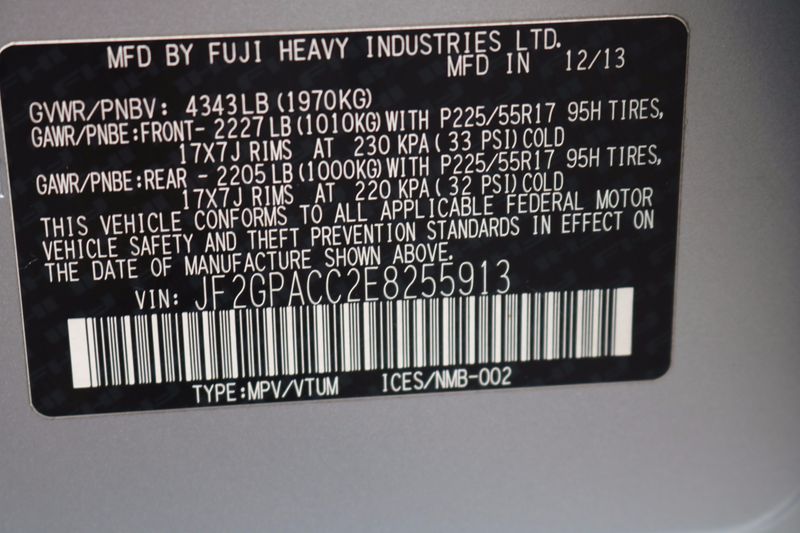 MFD BY FUJI HEAVY INDUSTRIES LTD.
MFD IN 12/13
GVWR/PNBV: 4343LB (1970KG)
GAWR/PNBE:FRONT- 2227 LB (1010KG) WITH P225/55R17 95H TIRES,
17X7J RIMS AT 230 KPA ( 33 PSI) COLD
GAWR/PNBE:REAR - 2205 LB (1000KG) WITH P225/55R17 95H TIRES,
17X7J RIMS AT 220 KPA ( 32 PSI) COLD
THIS VEHICLE CONFORMS TO ALL APPLICABLE FEDERAL MOTOR
VEHICLE SAFETY AND THEFT PREVENTION STANDARDS IN EFFECT ON
THE DATE OF MANUFACTURE SHOWN ABOVE.
VIN: JF2GPACC2E8255913
TYPE:MPV/VTUM ICES/NMB-002